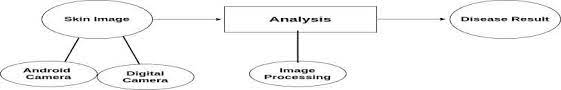 Skin Image
Analysis
Disease Result
Android
Camera
Digital
Camera
Image
Processing